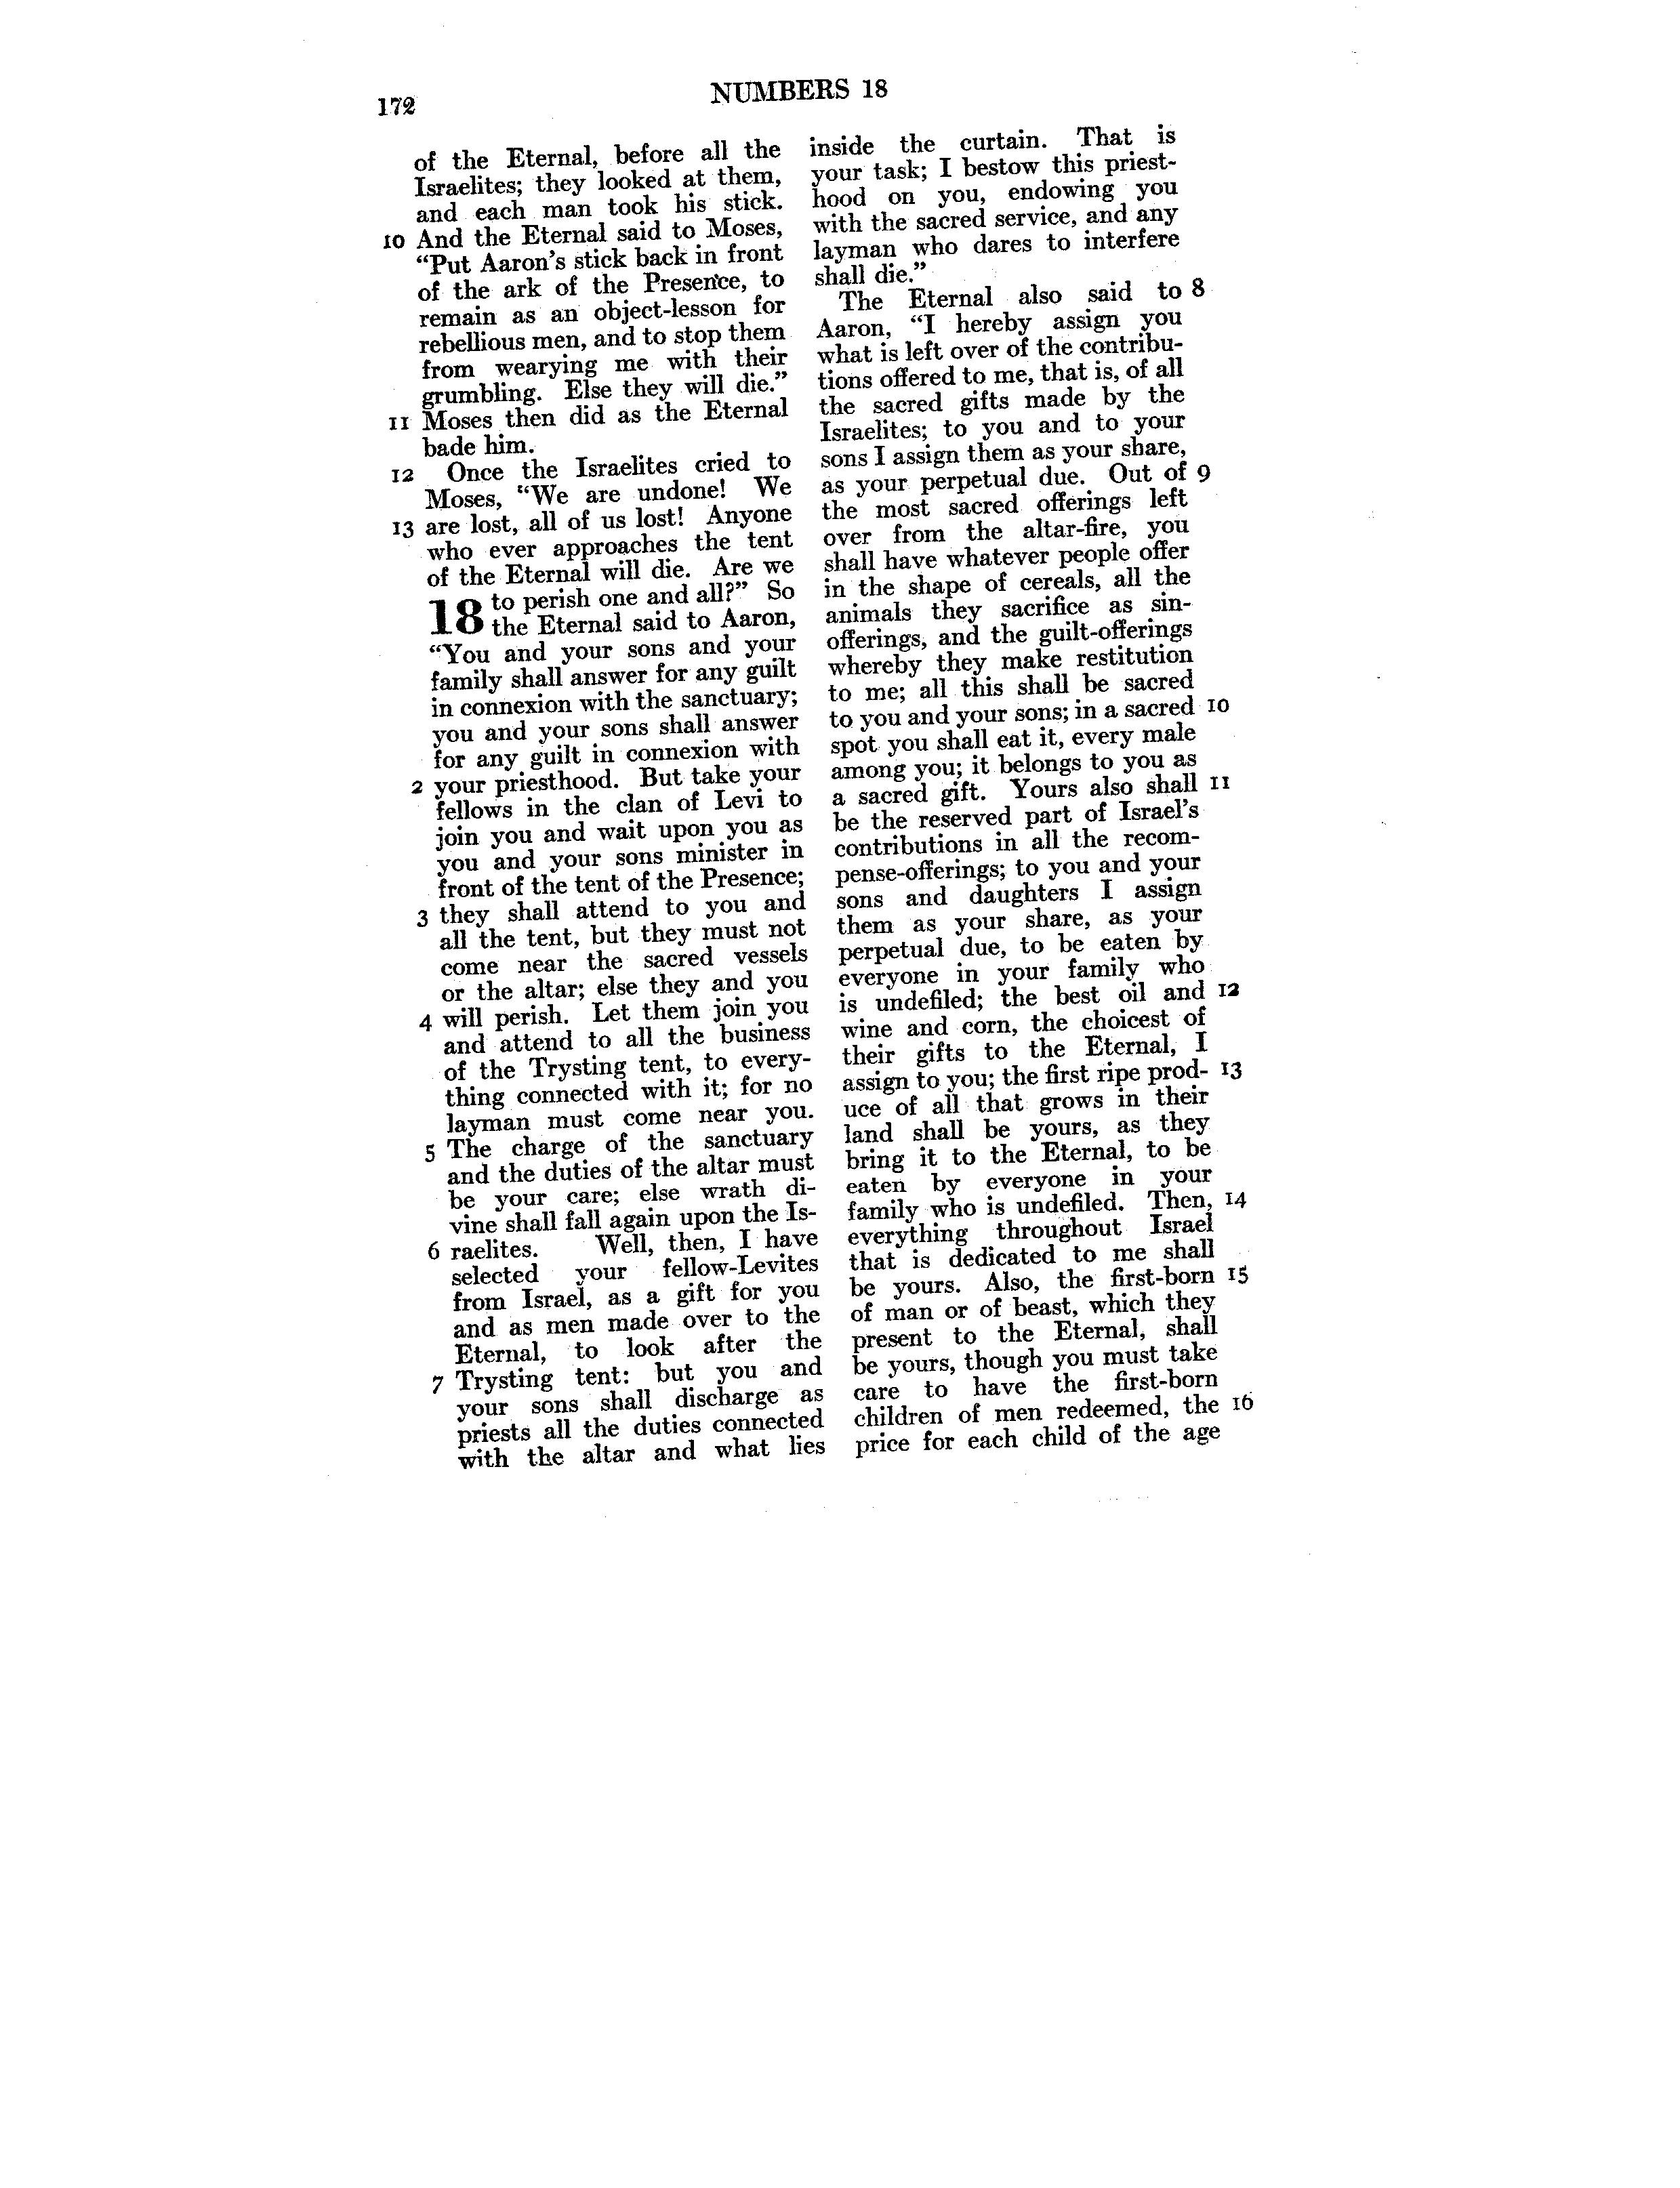 172
NUMBERS 18
of the Eternal, before all the
Israelites; they looked at them,
and each man took his stick.
10 And the Eternal said to Moses,
“Put Aaron’s stick back in front
of the ark of the Presence, to
remain as an object-lesson for
rebellious men, and to stop them
from wearying me with their
grumbling. Else they will die.”
11 Moses then did as the Eternal
bade him.
12 Once the Israelites cried to
Moses, “We are undone! We
13 are lost, all of us lost! Anyone
who ever approaches the tent
of the Eternal will die. Are we
to perish one and all?” So
18 the Eternal said to Aaron,
“You and your sons and your
family shall answer for any guilt
in connexion with the sanctuary;
you and your sons shall answer
for any guilt in connexion with
2 your priesthood. But take your
fellows in the clan of Levi to
join you and wait upon you as
you and your sons minister in
front of the tent of the Presence;
3 they shall attend to you and
all the tent, but they must not
come near the sacred vessels
or the altar; else they and you
4 will perish. Let them join you
and attend to all the business
of the Trysting tent, to every-
thing connected with it; for no
layman must come near you.
5 The charge of the sanctuary
and the duties of the altar must
be your care; else wrath di-
vine shall fall again upon the Is-
6 raelites. Well, then, I have
selected your fellow-Levites
from Israel, as a gift for you
and as men made over to the
Eternal, to look after the
7 Trysting tent: but you and
your sons shall discharge as
priests all the duties connected
with the altar and what lies
inside the curtain. That is
your task; I bestow this priest-
hood on you, endowing you
with the sacred service, and any
layman who dares to interfere
shall die.”
The Eternal also said to 8
Aaron, “I hereby assign you
what is left over of the contribu-
tions offered to me, that is, of all
the sacred gifts made by the
Israelites; to you and to your
sons I assign them as your share,
as your perpetual due. Out of 9
the most sacred offerings left
over from the altar-fire, you
shall have whatever people offer
in the shape of cereals, all the
animals they sacrifice as sin-
offerings, and the guilt-offerings
whereby they make restitution
to me; all this shall be sacred
to you and your sons; in a sacred 10
spot you shall eat it, every male
among you; it belongs to you as
a sacred gift. Yours also shall 11
be the reserved part of Israel’s
contributions in all the recom-
pense-offerings; to you and your
sons and daughters I assign
them as your share, as your
perpetual due, to be eaten by
everyone in your family who
is undefiled; the best oil and 12
wine and corn, the choicest of
their gifts to the Eternal, I
assign to you; the first ripe prod- 13
uce of all that grows in their
land shall be yours, as they
bring it to the Eternal, to be
eaten by everyone in your
family who is undefiled. Then, 14
everything throughout Israel
that is dedicated to me shall
be yours. Also, the first-born 15
of man or of beast, which they
present to the Eternal, shall
be yours, though you must take
care to have the first-born
children of men redeemed, the 16
price for each child of the age